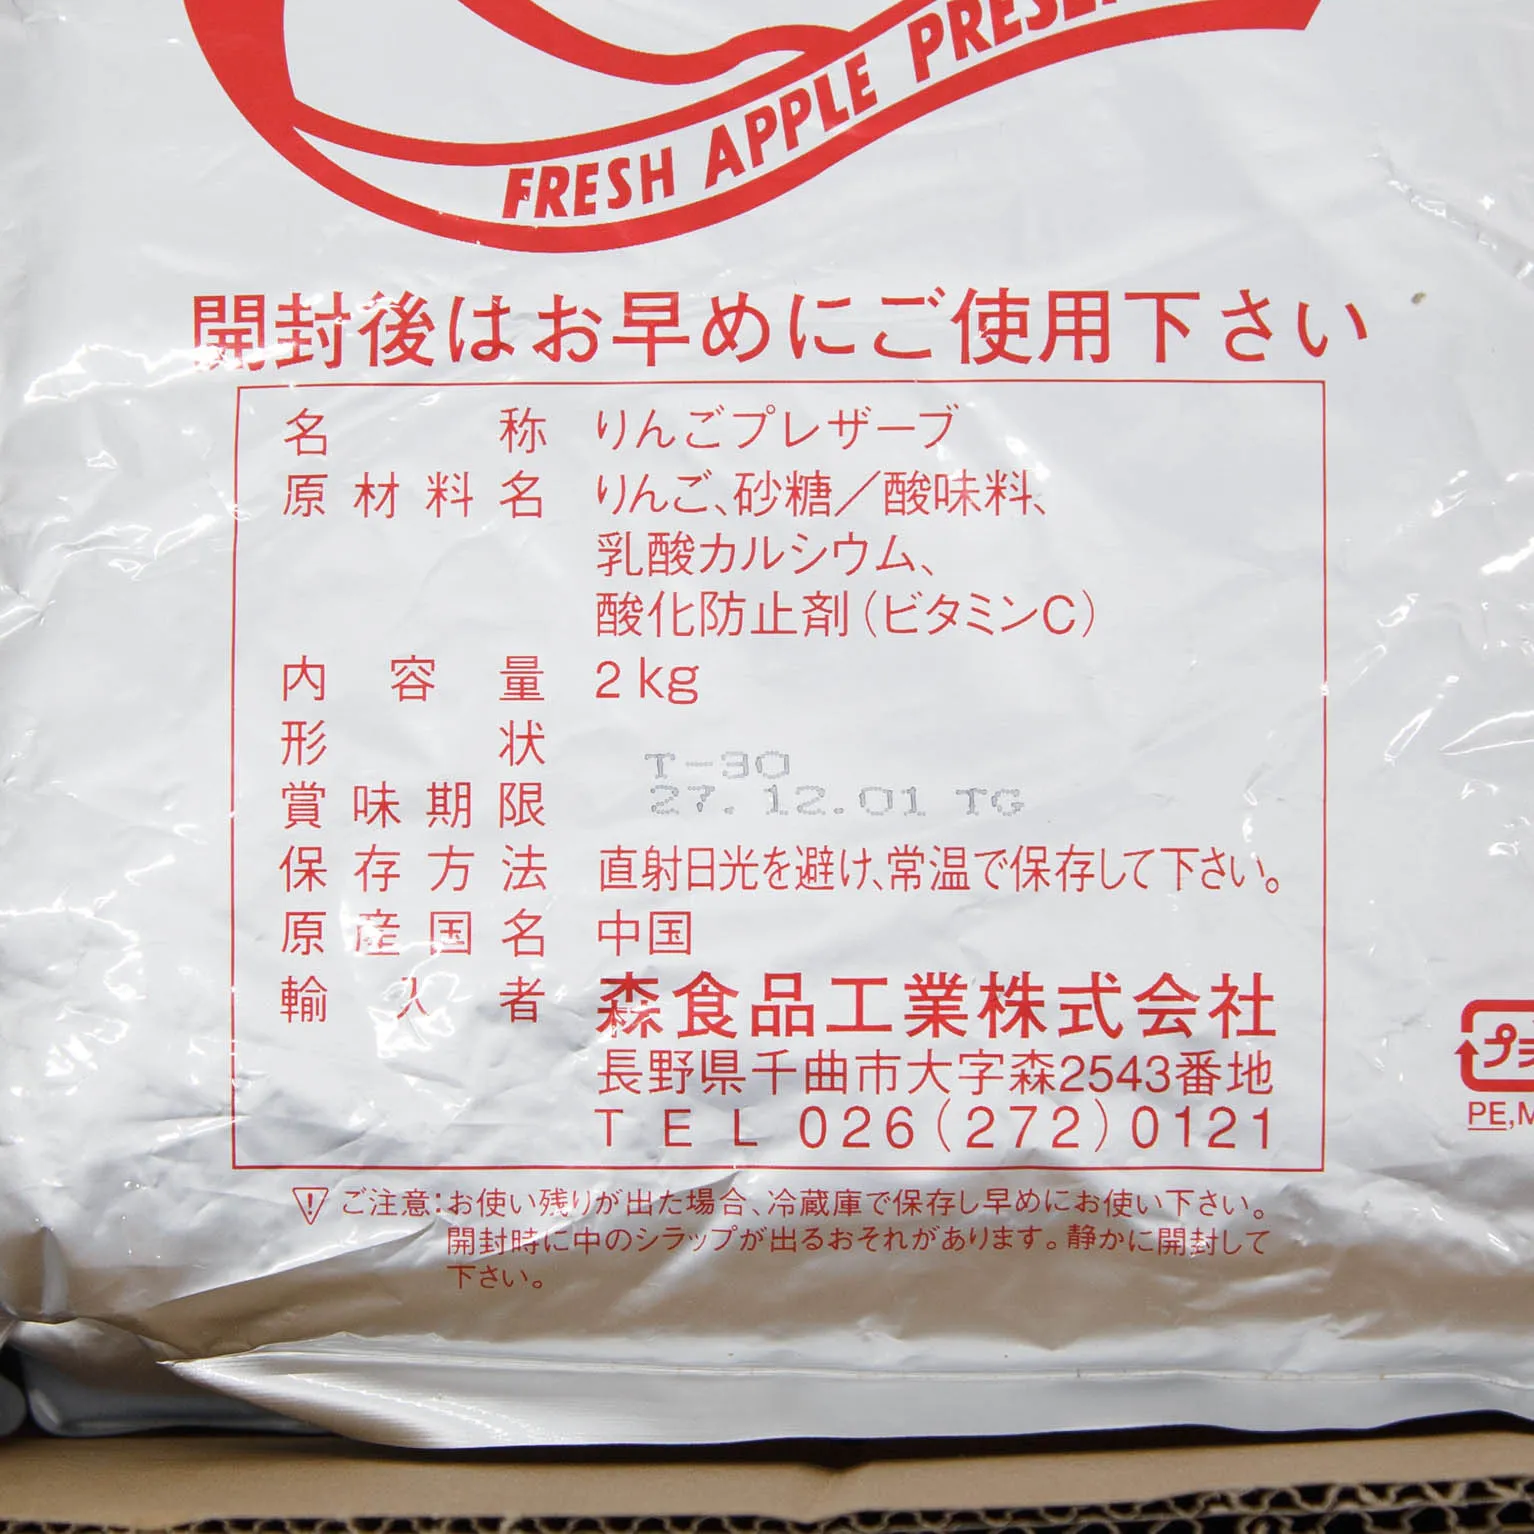 FRESH APPLE
開封後はお早めにご使用下さい
名称 りんごプレザーブ
原材料名 りんご、砂糖／酸味料、
乳酸カルシウム、
酸化防止剤（ビタミンC）
内容量 2kg
形状 T-30
賞味期限 27.12.01 TG
保存方法 直射日光を避け、常温で保存して下さい。
原産国名 中国
輸入者 森食品工業株式会社
長野県千曲市大字森2543番地
TEL 026(272)0121
ご注意：お使い残りが出た場合、冷蔵庫で保存し早めにお使い下さい。
開封時に中のシラップが出るおそれがあります。静かに開封して
下さい。
プラ
PE,M